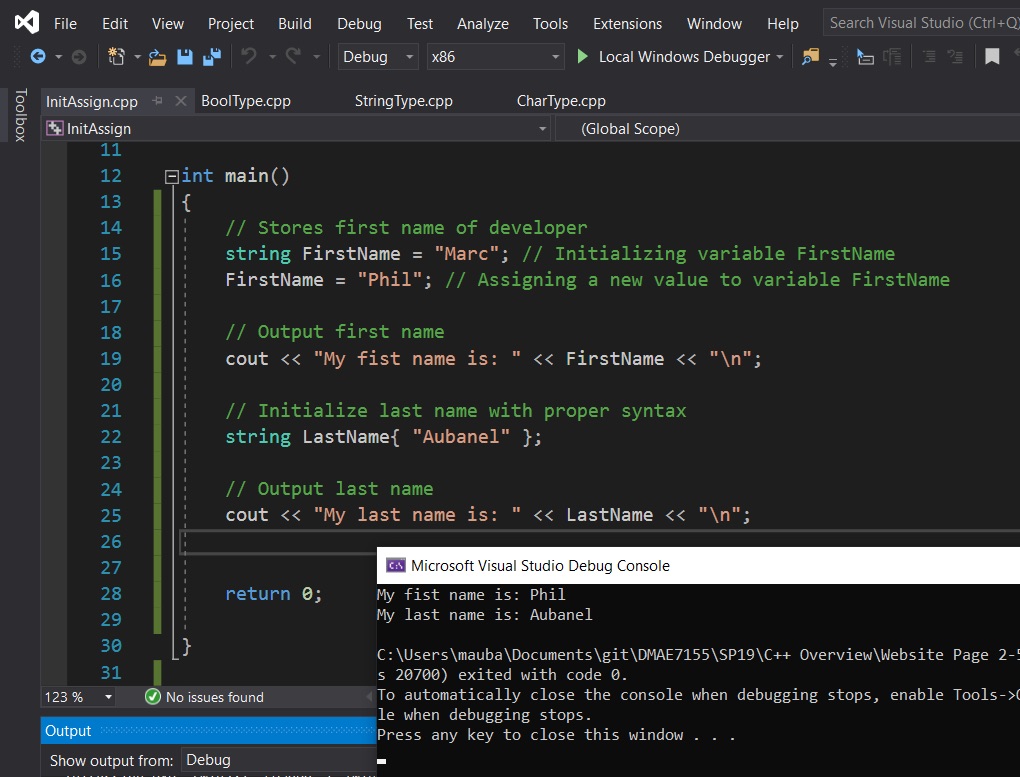 File Edit View Project Build Debug Test Analyze Tools Extensions Window Help Search Visual Studio (Ctrl+Q)
Debug x86 Local Windows Debugger
Toolbox
InitAssign.cpp BoolType.cpp StringType.cpp CharType.cpp
InitAssign (Global Scope)
11
12 int main()
13 {
14 // Stores first name of developer
15 string FirstName = "Marc"; // Initializing variable FirstName
16 FirstName = "Phil"; // Assigning a new value to variable FirstName
17
18 // Output first name
19 cout << "My fist name is: " << FirstName << "\n";
20
21 // Initialize last name with proper syntax
22 string LastName{ "Aubanel" };
23
24 // Output last name
25 cout << "My last name is: " << LastName << "\n";
26
27
28 return 0;
29
30 }
31
Microsoft Visual Studio Debug Console
My fist name is: Phil
My last name is: Aubanel
C:\Users\mauba\Documents\git\DMAE7155\SP19\C++ Overview\Website Page 2-5
s 20700) exited with code 0.
To automatically close the console when debugging stops, enable Tools->
le when debugging stops.
Press any key to close this window . . .
123 % No issues found
Output
Show output from: Debug